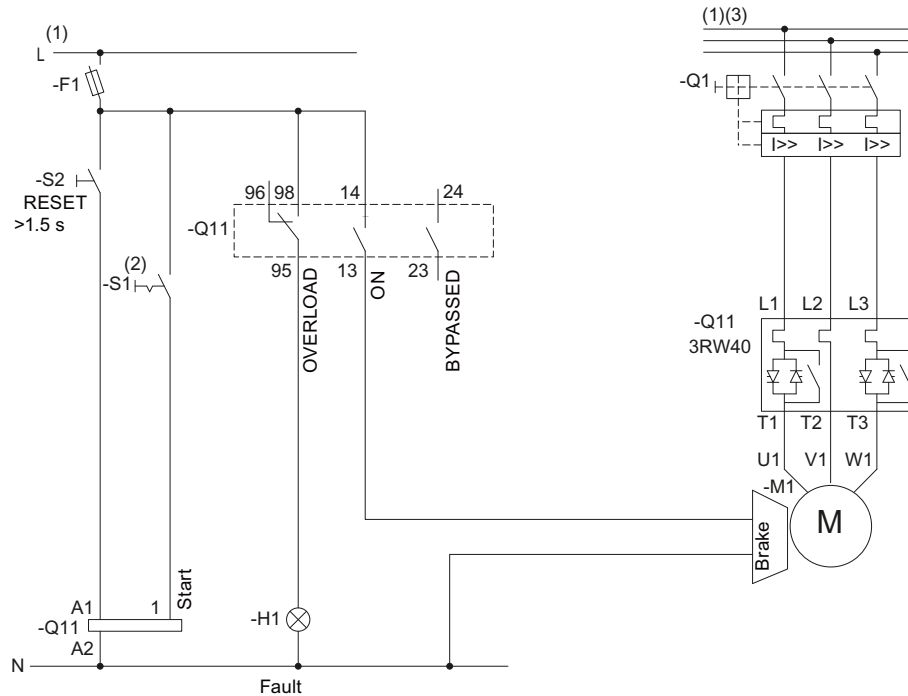 (1)
L
-F1
-S2
RESET
>1.5 s
(2)
-S1
96 98 14 24
-Q11
95 13 23
OVERLOAD
ON
BYPASSED
A1 1
Start
-Q11
A2
-H1
N
Fault
(1)(3)
-Q1
I>> I>> I>>
L1 L2 L3
-Q11
3RW40
T1 T2 T3
U1 V1 W1
-M1
M
Brake